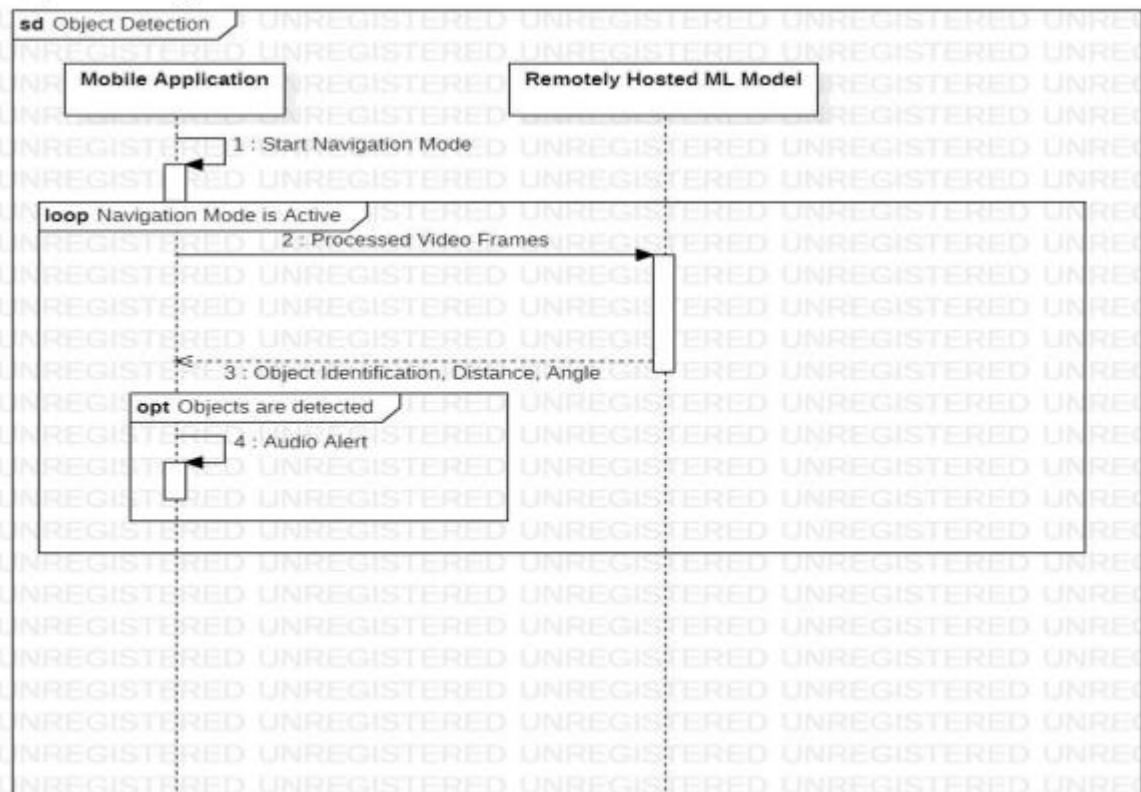 sd Object Detection
Mobile Application
Remotely Hosted ML Model
1 : Start Navigation Mode
loop Navigation Mode is Active
2 : Processed Video Frames
3 : Object Identification, Distance, Angle
opt Objects are detected
4 : Audio Alert
UNREGISTERED